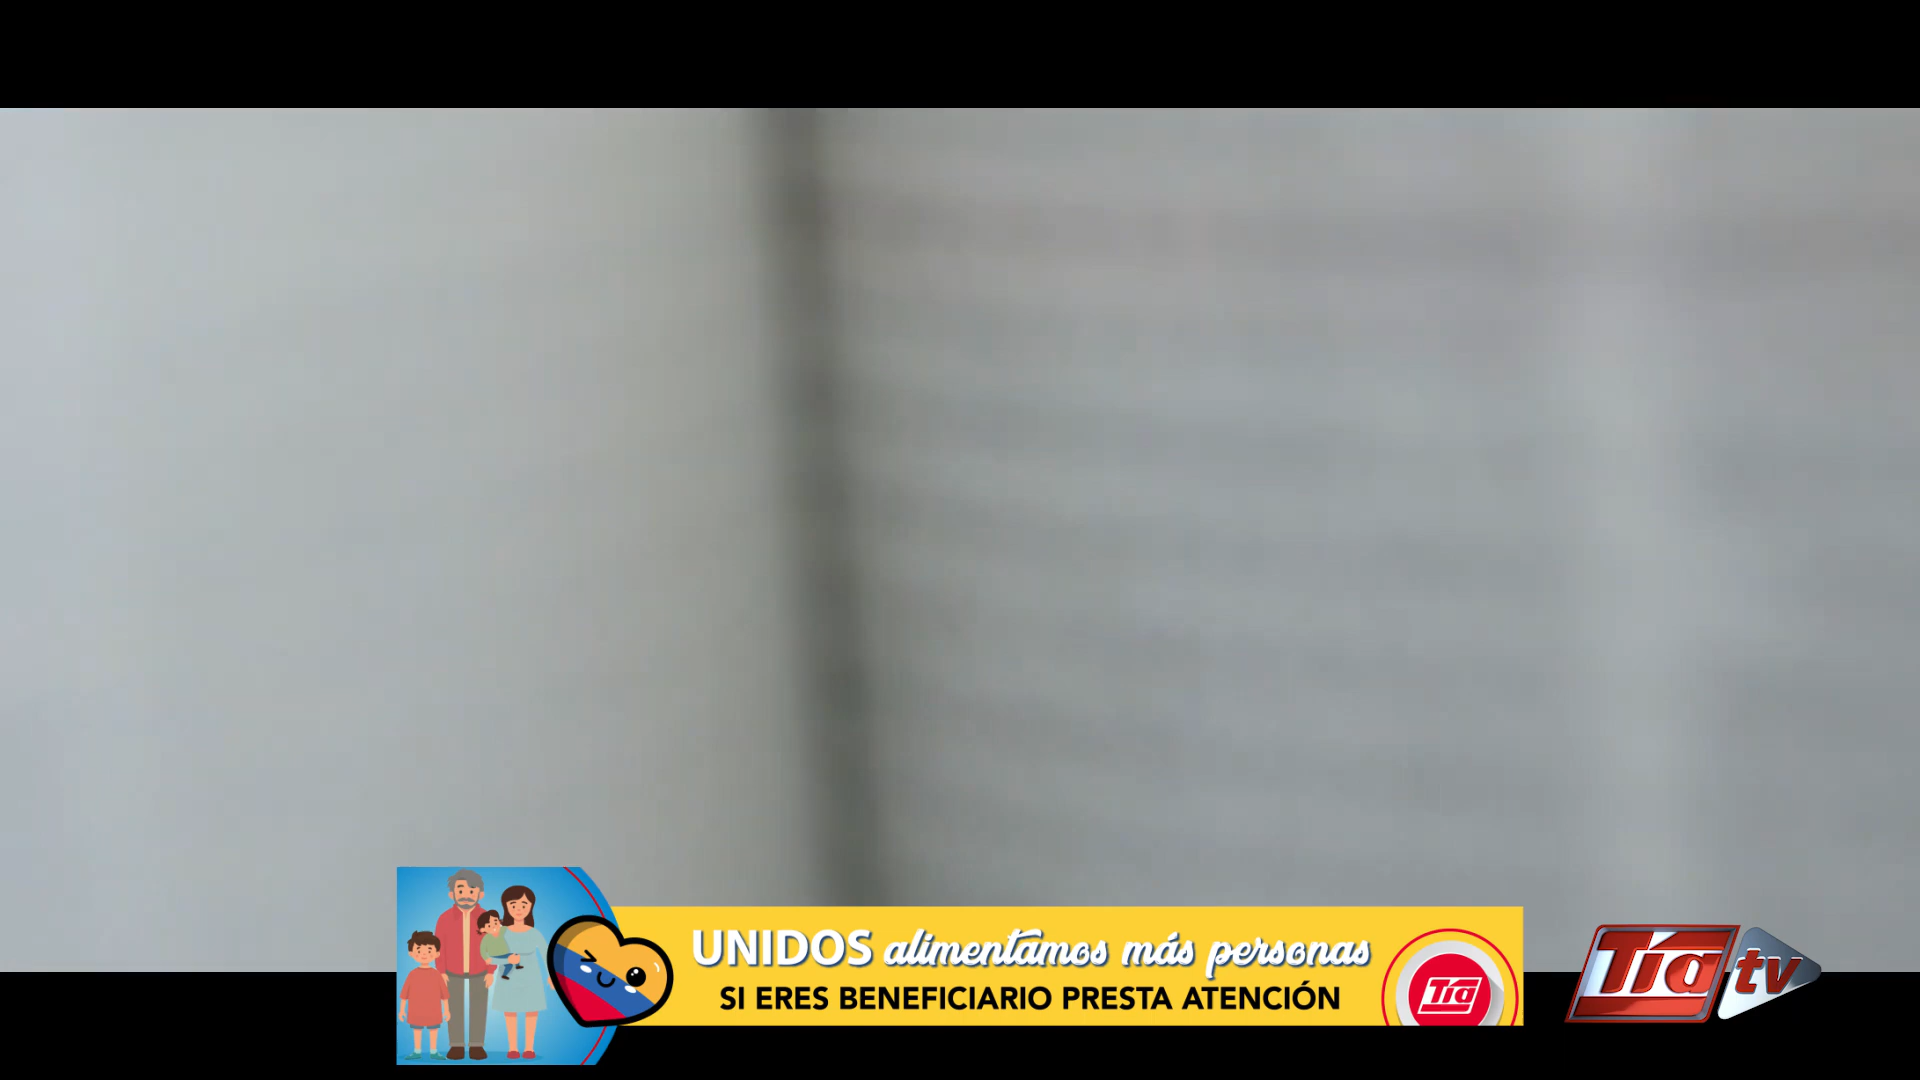 UNIDOS alimentamos más personas
SI ERES BENEFICIARIO PRESTA ATENCIÓN
Tía
Tía tv